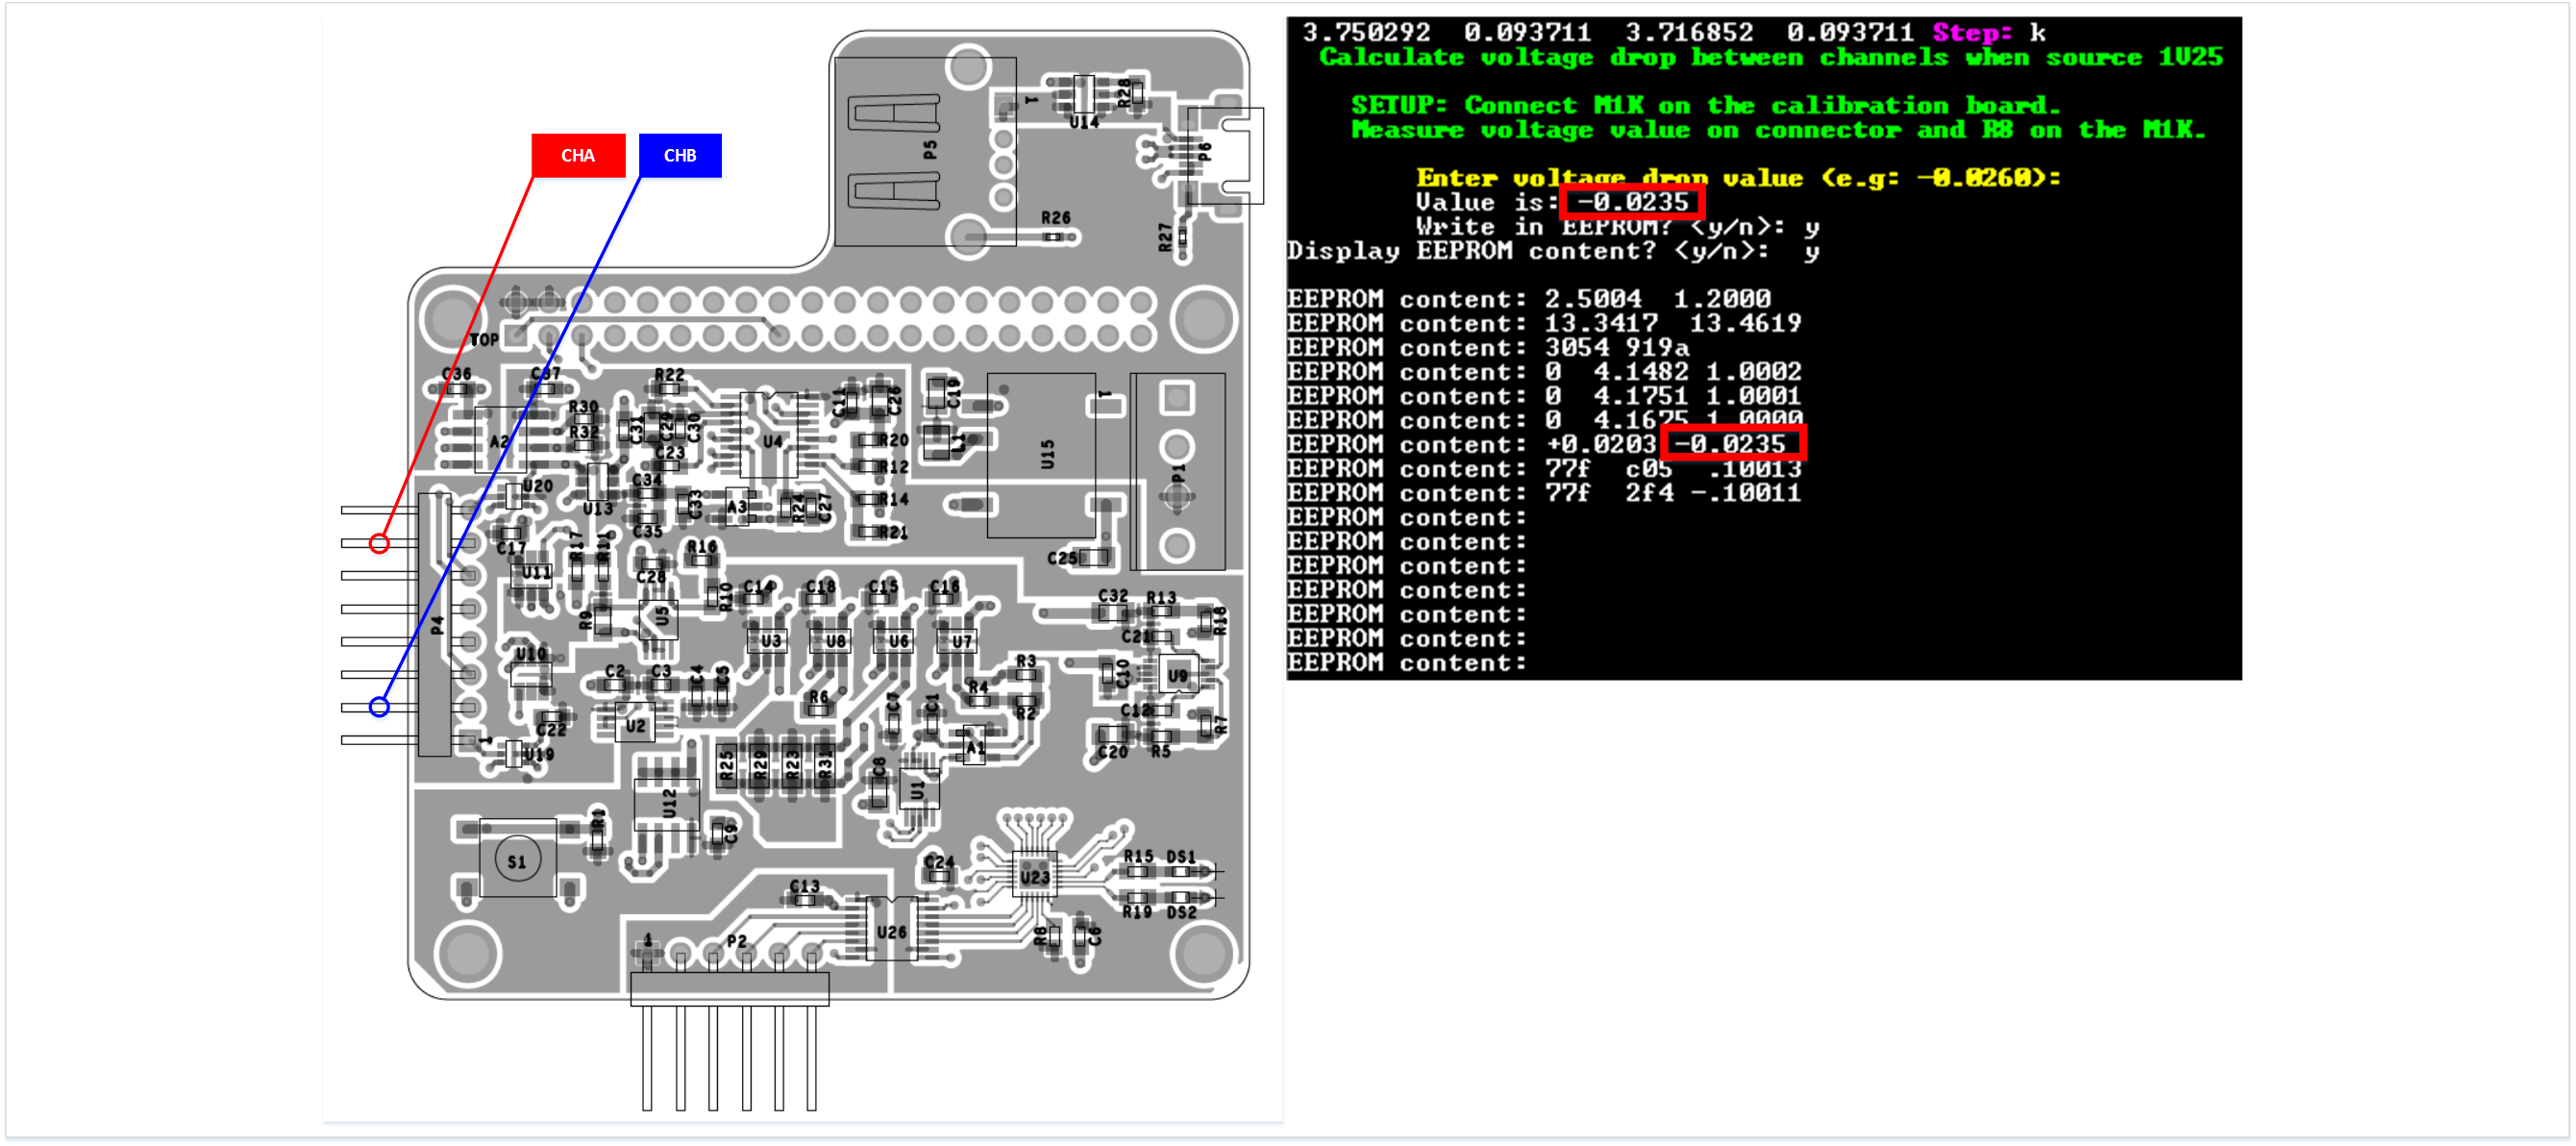 CHA CHB
1
R28
U14
P5
P6
R26
R27
TOP
C36 C37 R22
C11 C26 C19 1
R30
R32 C31 C29 C30
A2 U4 R20 L1
U15
C23 R12
P1
U20 C34
U13 C33 A3 R24 C27 R14
C35 R21
C17 R17 R11 R16
C25
U11 C28
R10 C14 C18 C15 C16
C32 R13
R9 U5 R18
P4
U3 U8 U6 U7 C21
U10
C2 C3 C4 C5 R3 C10 U9
R6 R4
C7 C1 R2 C12
C22 U2 R7
1 U19 A1 C20 R5
R25 R29 R23 R31 C8
U12 U1
R1 C9
S1
C24 R15 DS1
U23
C13 R19 DS2
1 P2 U26 R8 C6
3.750292 0.093711 3.716852 0.093711 Step: k
Calculate voltage drop between channels when source 1V25
SETUP: Connect M1K on the calibration board.
Measure voltage value on connector and R8 on the M1K.
Enter voltage drop value (e.g: -0.0260):
Value is: -0.0235
Write in EEPROM? <y/n>: y
Display EEPROM content? <y/n>: y
EEPROM content: 2.5004 1.2000
EEPROM content: 13.3417 13.4619
EEPROM content: 3054 919a
EEPROM content: 0 4.1482 1.0002
EEPROM content: 0 4.1751 1.0001
EEPROM content: 0 4.1675 1.0000
EEPROM content: +0.0203 -0.0235
EEPROM content: 77f c05 .10013
EEPROM content: 77f 2f4 -.10011
EEPROM content:
EEPROM content:
EEPROM content:
EEPROM content:
EEPROM content:
EEPROM content:
EEPROM content: